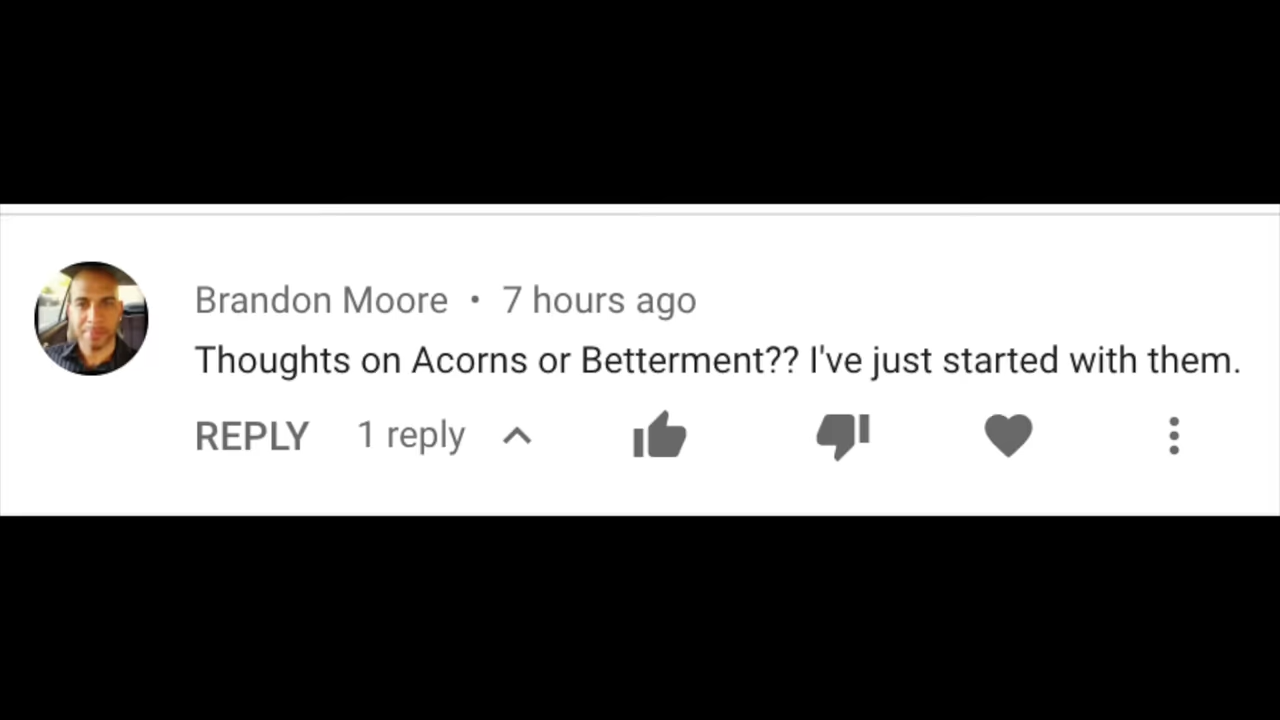 Brandon Moore • 7 hours ago
Thoughts on Acorns or Betterment?? I've just started with them.
REPLY 1 reply